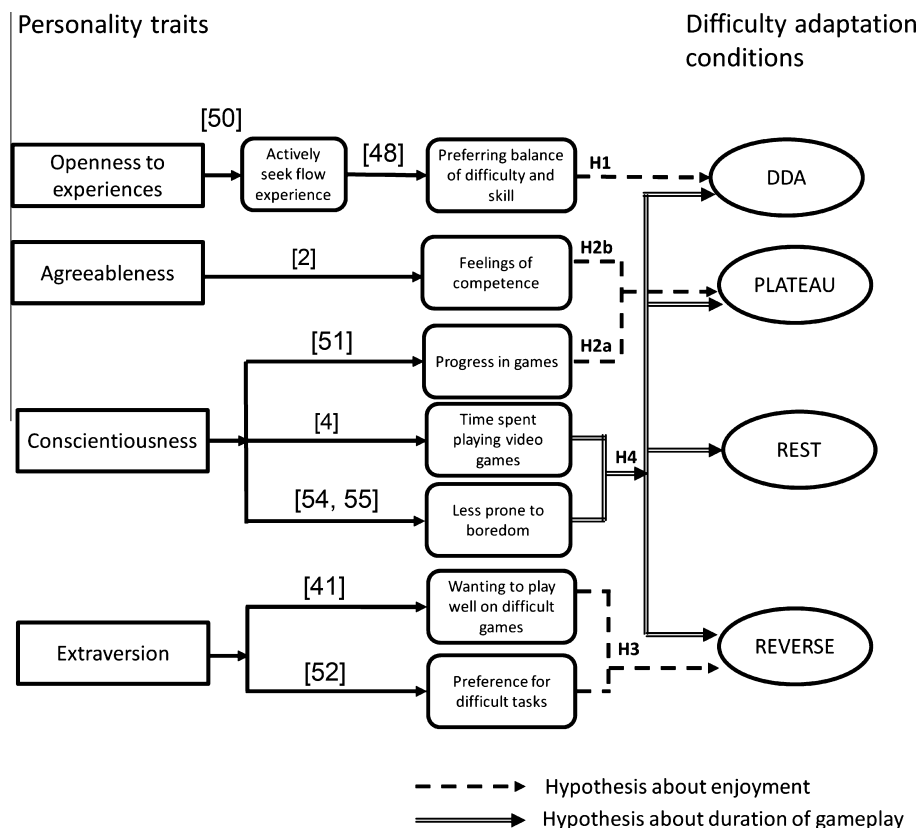 Personality traits
Difficulty adaptation
conditions
[50]
Openness to
experiences
Actively
seek flow
experience
[48]
Preferring balance
of difficulty and
skill
H1
DDA
Agreeableness
[2]
Feelings of
competence
H2b
PLATEAU
[51]
Progress in games
H2a
Conscientiousness
[4]
Time spent
playing video
games
H4
REST
[54, 55]
Less prone to
boredom
Extraversion
[41]
Wanting to play
well on difficult
games
H3
REVERSE
[52]
Preference for
difficult tasks
Hypothesis about enjoyment
Hypothesis about duration of gameplay